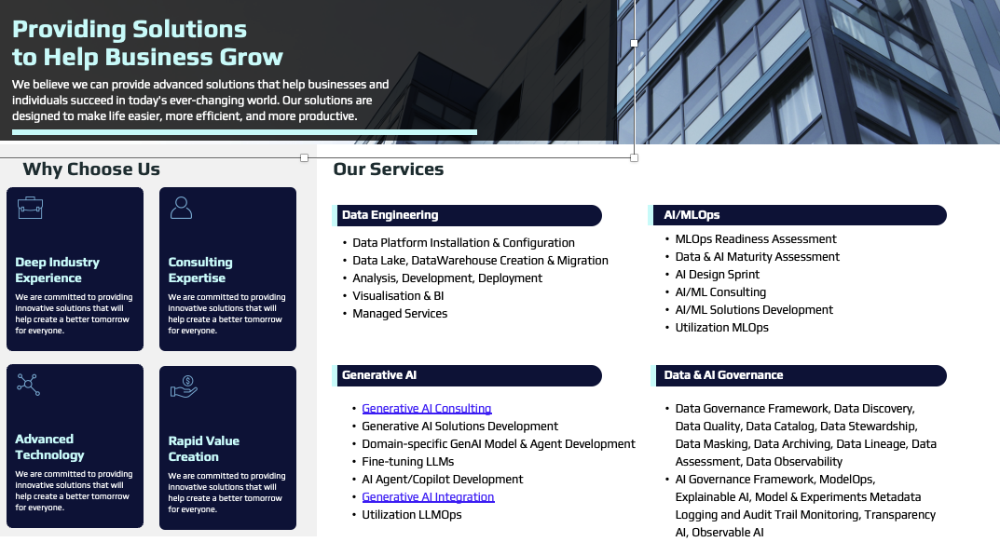 Providing Solutions
to Help Business Grow
We believe we can provide advanced solutions that help businesses and
individuals succeed in today's ever-changing world. Our solutions are
designed to make life easier, more efficient, and more productive.
Why Choose Us
Deep Industry
Experience
We are committed to providing
innovative solutions that will
help create a better tomorrow
for everyone.
Consulting
Expertise
We are committed to providing
innovative solutions that will
help create a better tomorrow
for everyone.
Advanced
Technology
We are committed to providing
innovative solutions that will
help create a better tomorrow
for everyone.
$
Rapid Value
Creation
We are committed to providing
innovative solutions that will
help create a better tomorrow
for everyone.
Our Services
Data Engineering
• Data Platform Installation & Configuration
• Data Lake, DataWarehouse Creation & Migration
• Analysis, Development, Deployment
• Visualisation & BI
• Managed Services
AI/MLOps
• MLOps Readiness Assessment
• Data & AI Maturity Assessment
• AI Design Sprint
• AI/ML Consulting
• AI/ML Solutions Development
• Utilization MLOps
Generative AI
• Generative AI Consulting
• Generative AI Solutions Development
• Domain-specific GenAI Model & Agent Development
• Fine-tuning LLMs
• AI Agent/Copilot Development
• Generative AI Integration
• Utilization LLMOps
Data & AI Governance
• Data Governance Framework, Data Discovery,
Data Quality, Data Catalog, Data Stewardship,
Data Masking, Data Archiving, Data Lineage, Data
Assessment, Data Observability
• AI Governance Framework, ModelOps,
Explainable AI, Model & Experiments Metadata
Logging and Audit Trail Monitoring, Transparency
AI, Observable AI